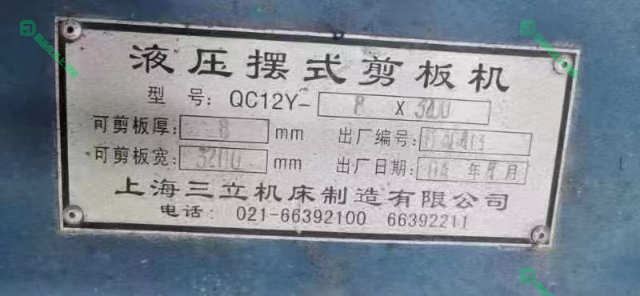 液压摆式剪板机
型号: QC12Y- 8 X 3200
可剪板厚: 8 mm 出厂编号
可剪板宽: 3200 mm 出厂日期: 年 月
上海三立机床制造有限公司
电话: 021-66392100 66392211